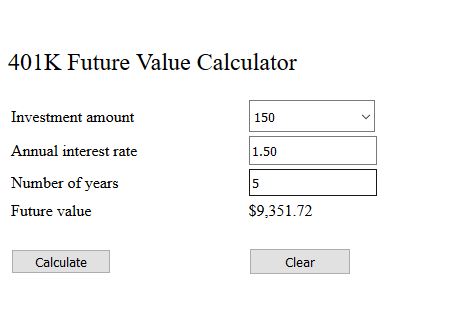 401K Future Value Calculator
Investment amount 150
Annual interest rate 1.50
Number of years 5
Future value $9,351.72
Calculate Clear